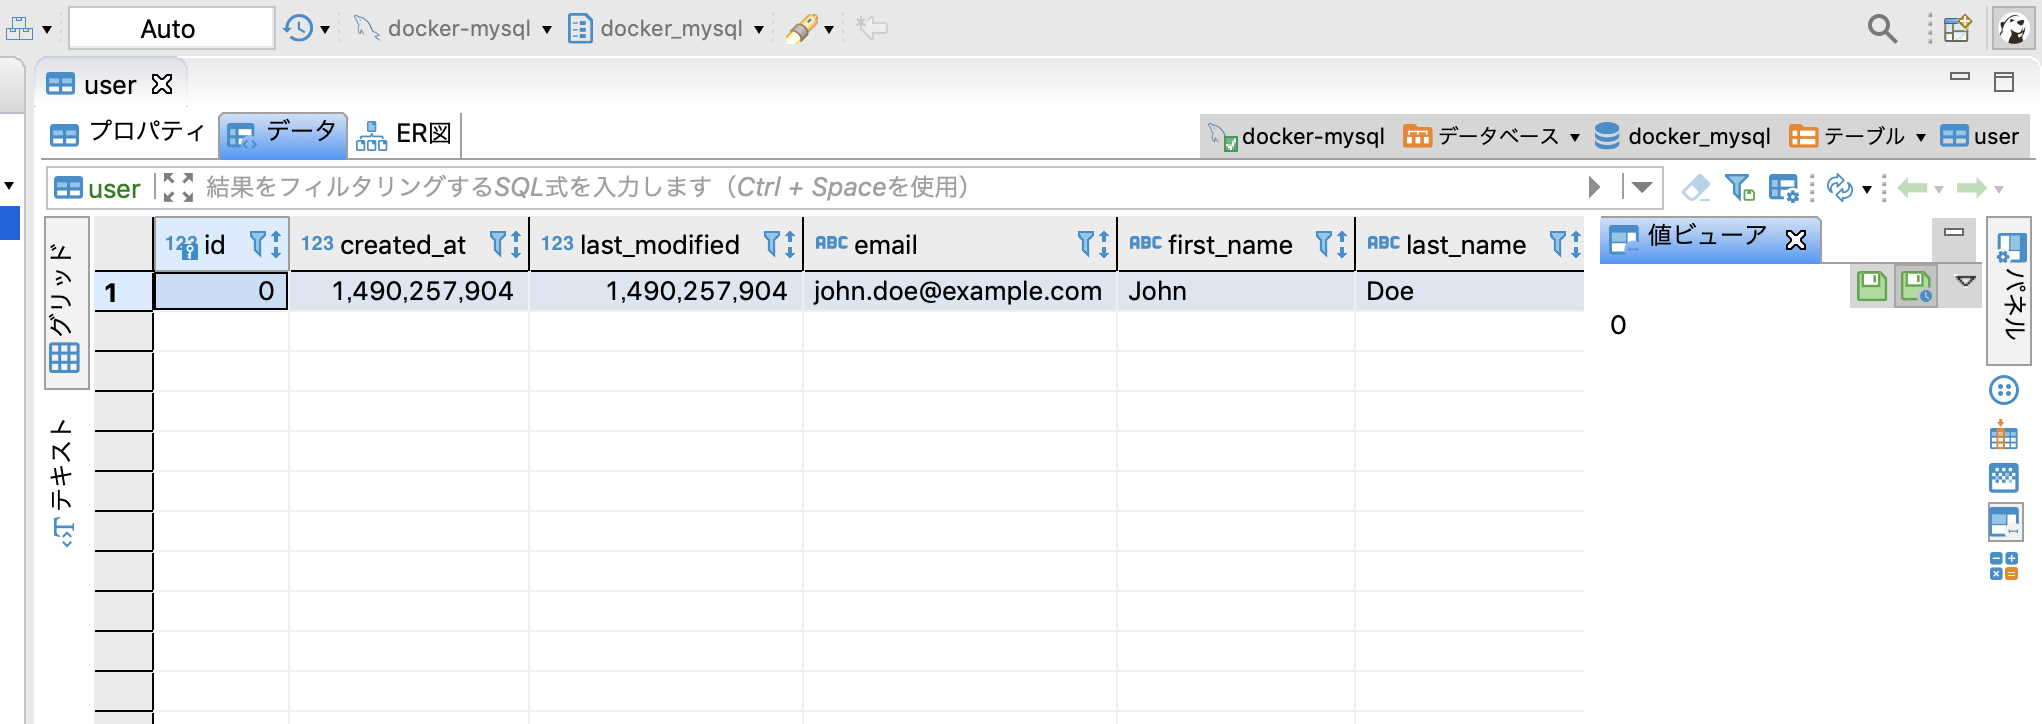 Auto docker-mysql docker_mysql
user
プロパティ データ ER図 docker-mysql データベース docker_mysql テーブル user
user 結果をフィルタリングするSQL式を入力します（Ctrl + Spaceを使用）
グリッド
テキスト
123 id 123 created_at 123 last_modified ABC email ABC first_name ABC last_name
1 0 1,490,257,904 1,490,257,904 john.doe@example.com John Doe
値ビューア
0
パネル